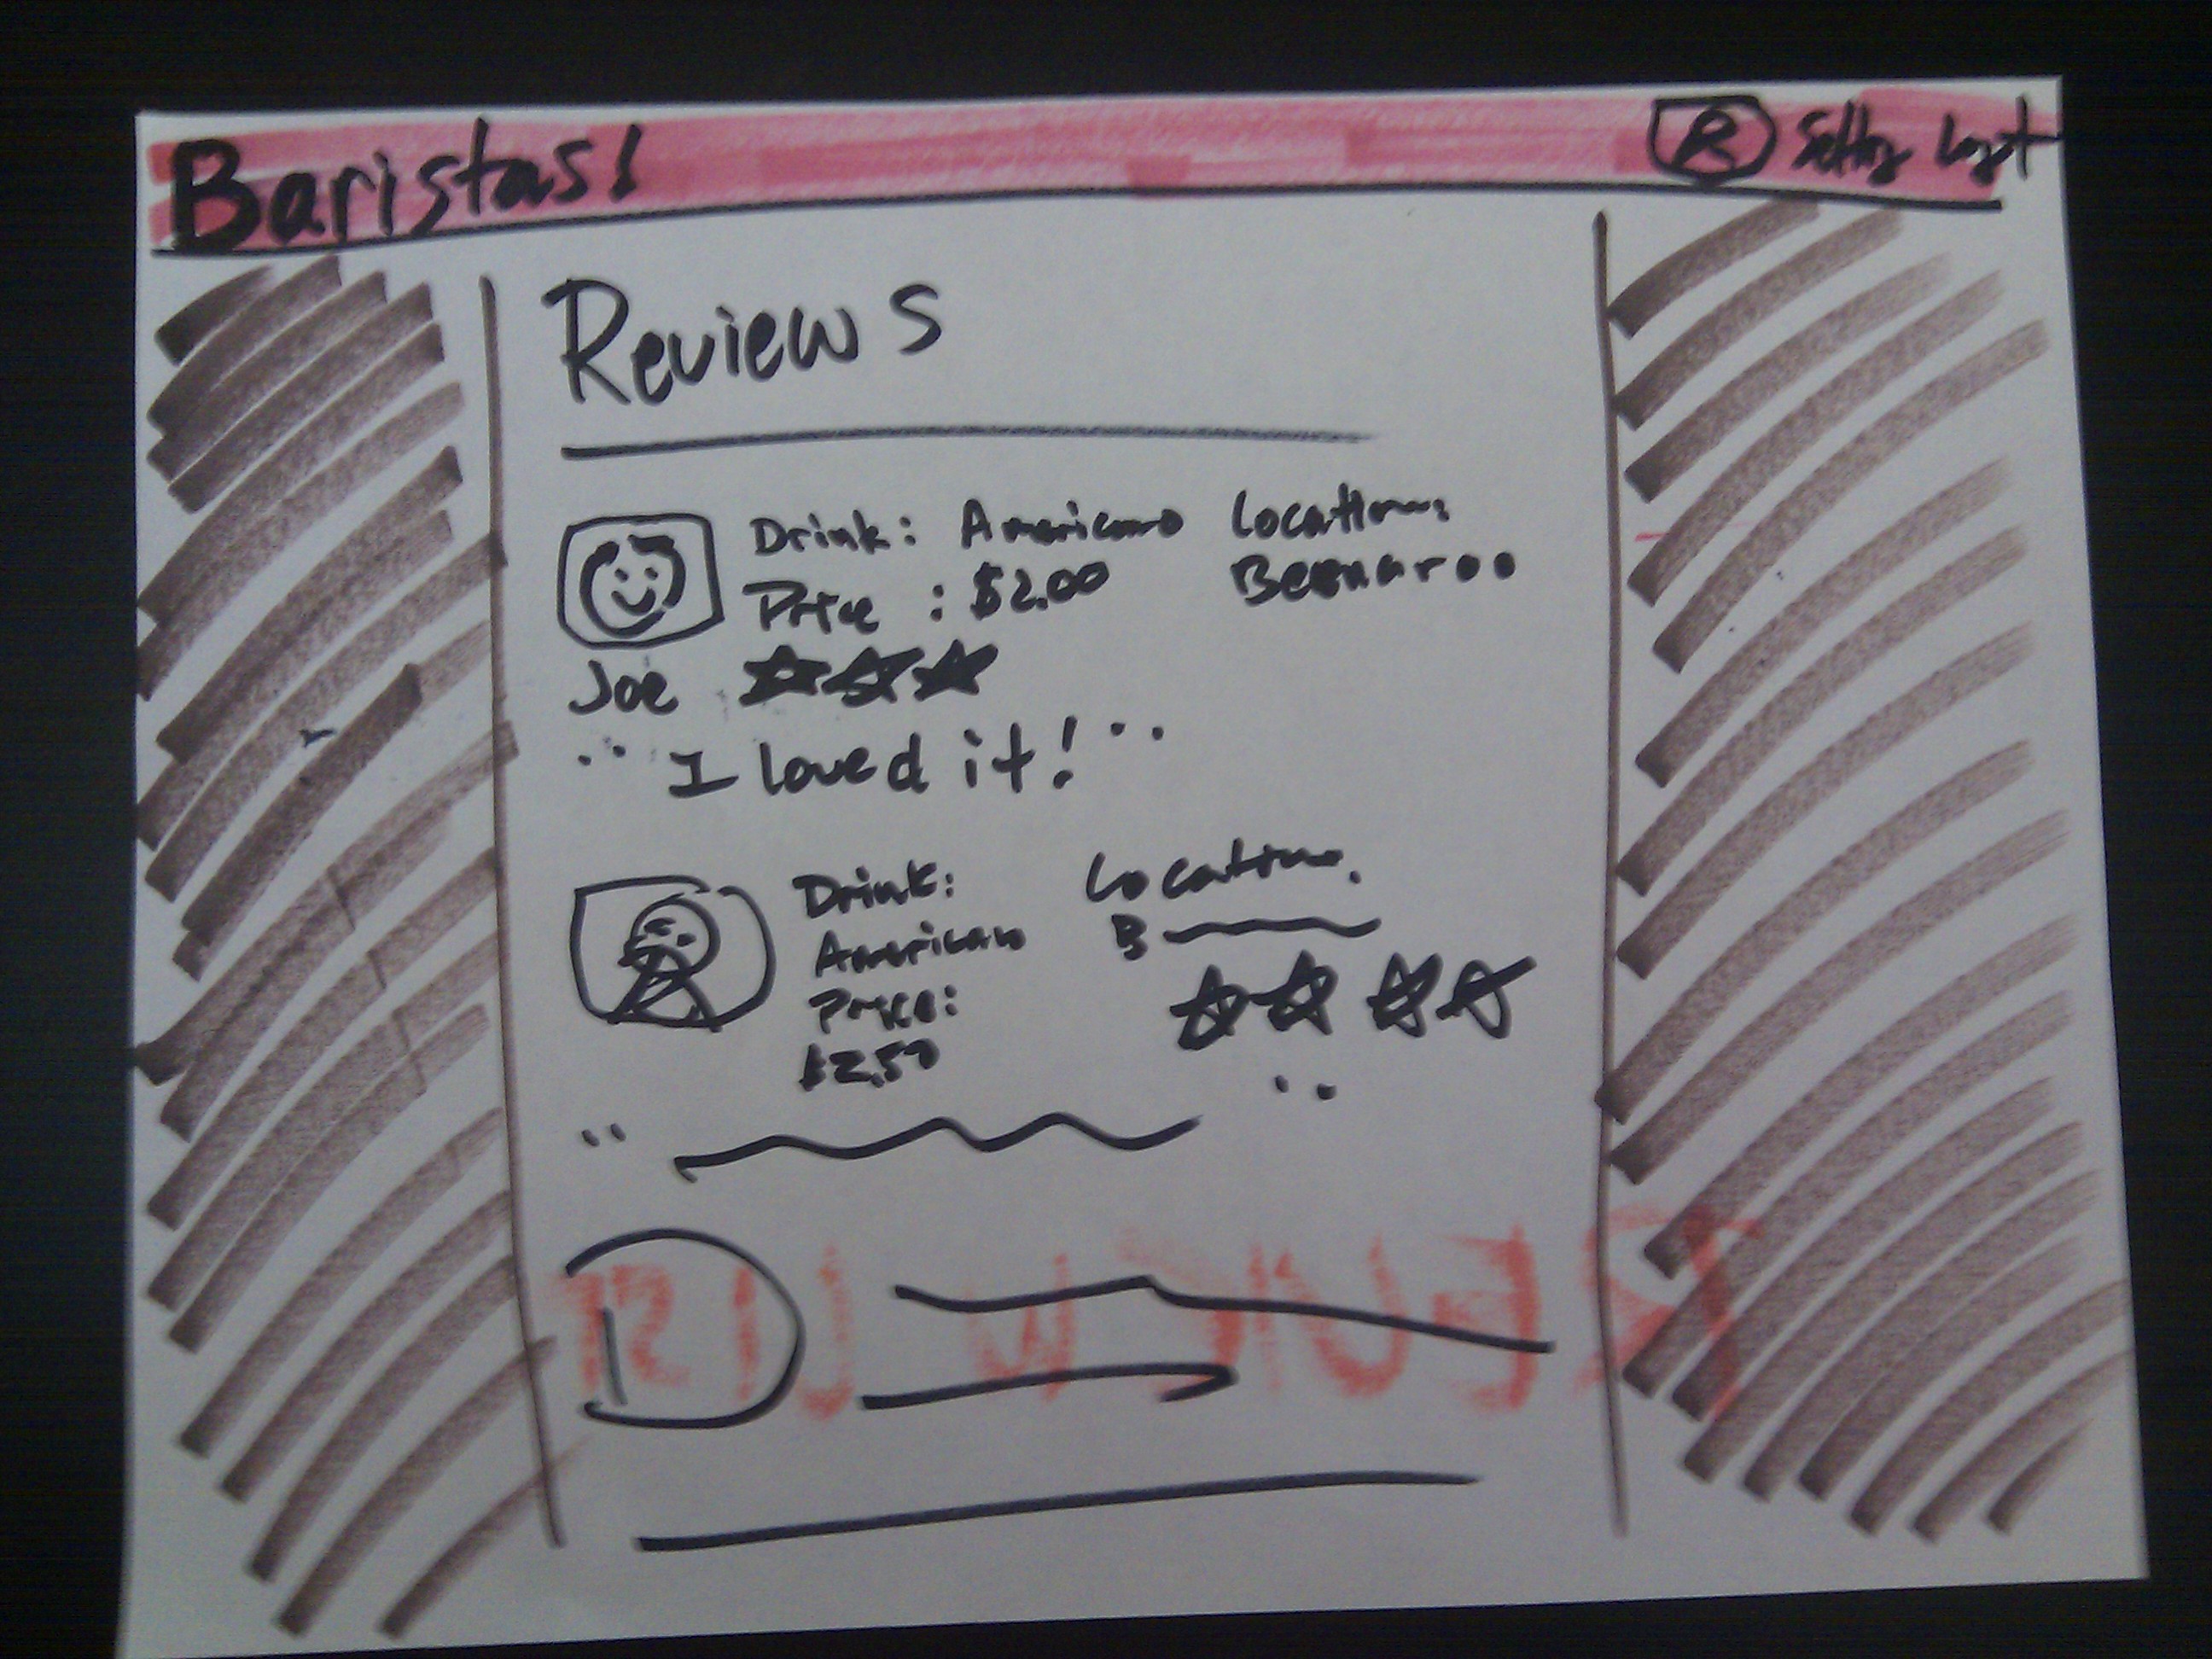 Baristas!
Settings Logout
Reviews
Drink: Americano Location:
Price : $2.00
Joe
" I loved it! "
Drink: Location:
Americano B
Price:
$2.50
" "